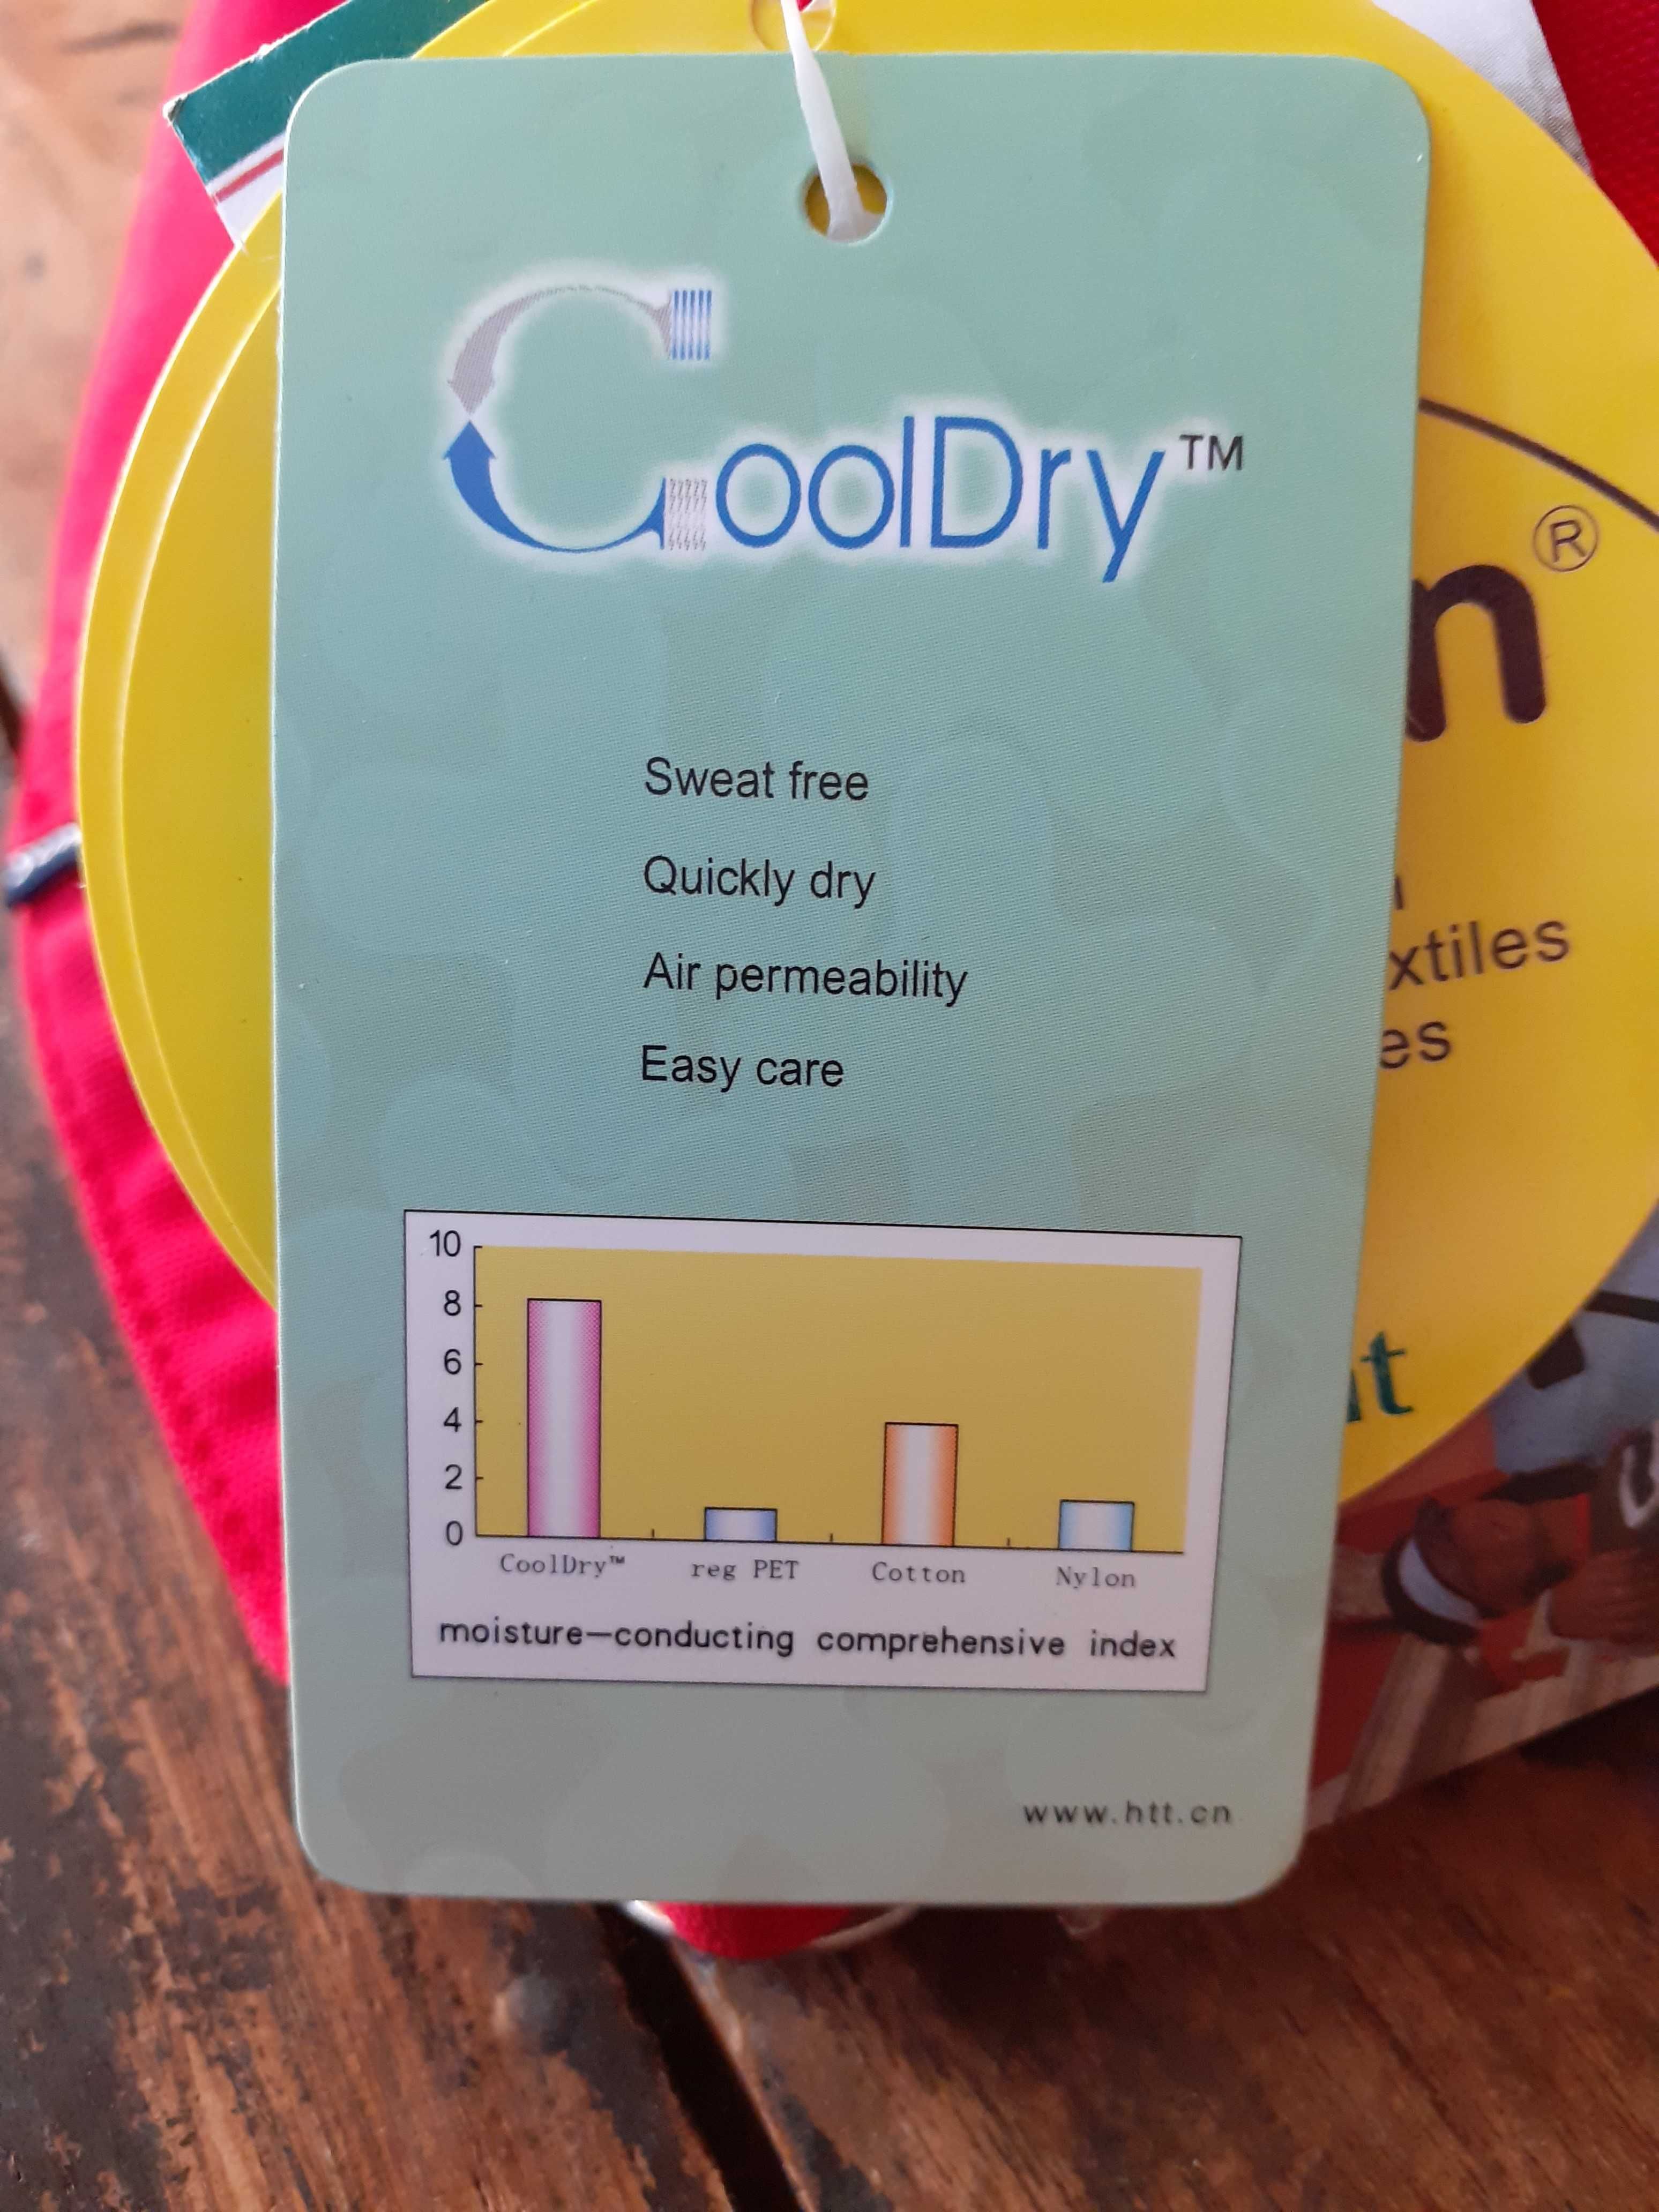 CoolDry™
®
n
Sweat free
Quickly dry
Air permeability
xtiles
es
Easy care
10
8
6
4
2
0
CoolDry™ reg PET Cotton Nylon
moisture-conducting comprehensive index
www.htt.cn